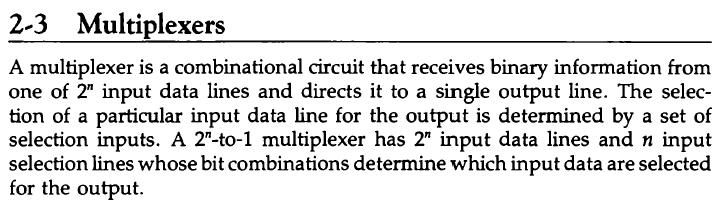 2-3 Multiplexers
A multiplexer is a combinational circuit that receives binary information from
one of 2ⁿ input data lines and directs it to a single output line. The selec-
tion of a particular input data line for the output is determined by a set of
selection inputs. A 2ⁿ-to-1 multiplexer has 2ⁿ input data lines and n input
selection lines whose bit combinations determine which input data are selected
for the output.